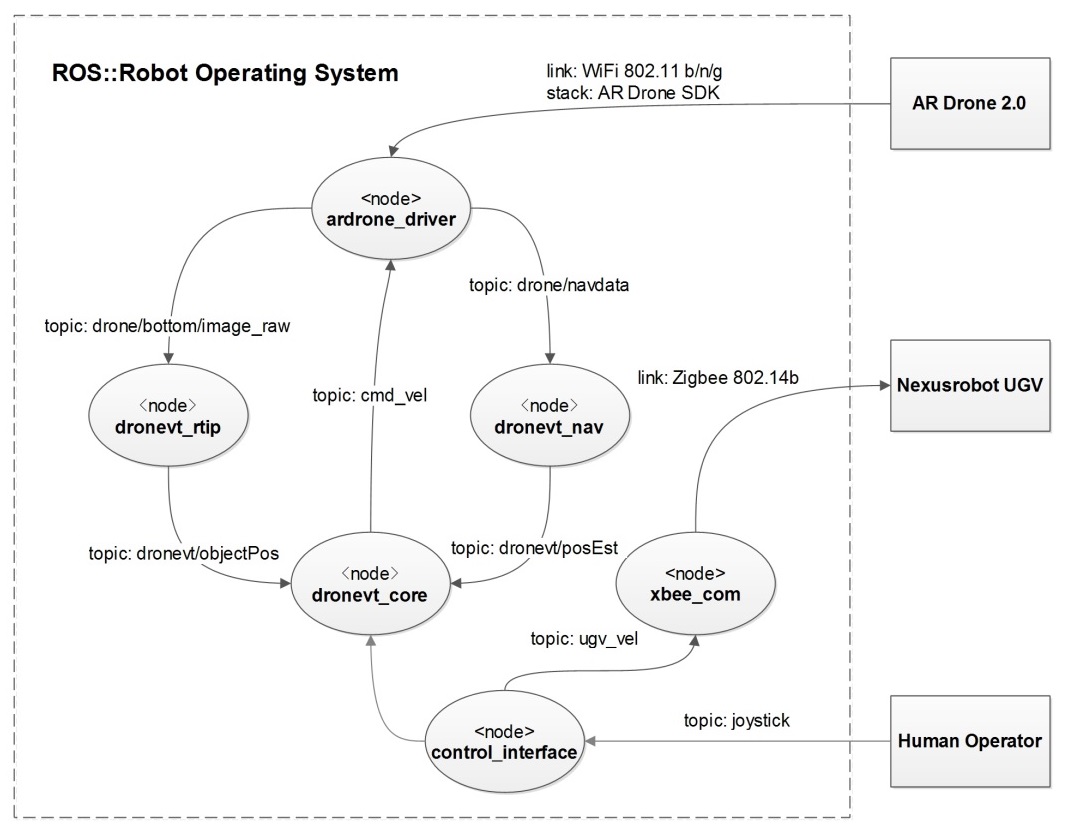 ROS::Robot Operating System
link: WiFi 802.11 b/n/g
stack: AR Drone SDK
AR Drone 2.0
<node>
ardrone_driver
topic: drone/navdata
topic: drone/bottom/image_raw
link: Zigbee 802.14b
Nexusrobot UGV
topic: cmd_vel
<node>
dronevt_rtip
<node>
dronevt_nav
topic: dronevt/objectPos
topic: dronevt/posEst
<node>
dronevt_core
<node>
xbee_com
topic: ugv_vel
topic: joystick
<node>
control_interface
Human Operator